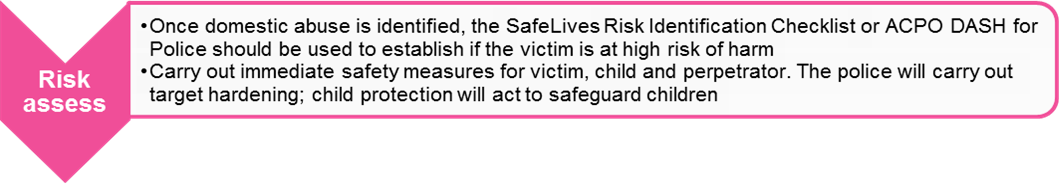 Risk
assess
•Once domestic abuse is identified, the SafeLives Risk Identification Checklist or ACPO DASH for
Police should be used to establish if the victim is at high risk of harm
•Carry out immediate safety measures for victim, child and perpetrator. The police will carry out
target hardening; child protection will act to safeguard children